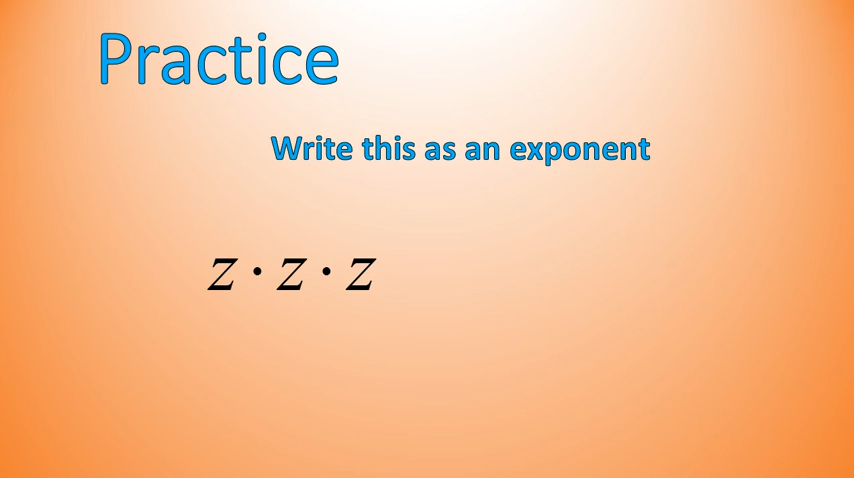 Practice
Write this as an exponent
z · z · z